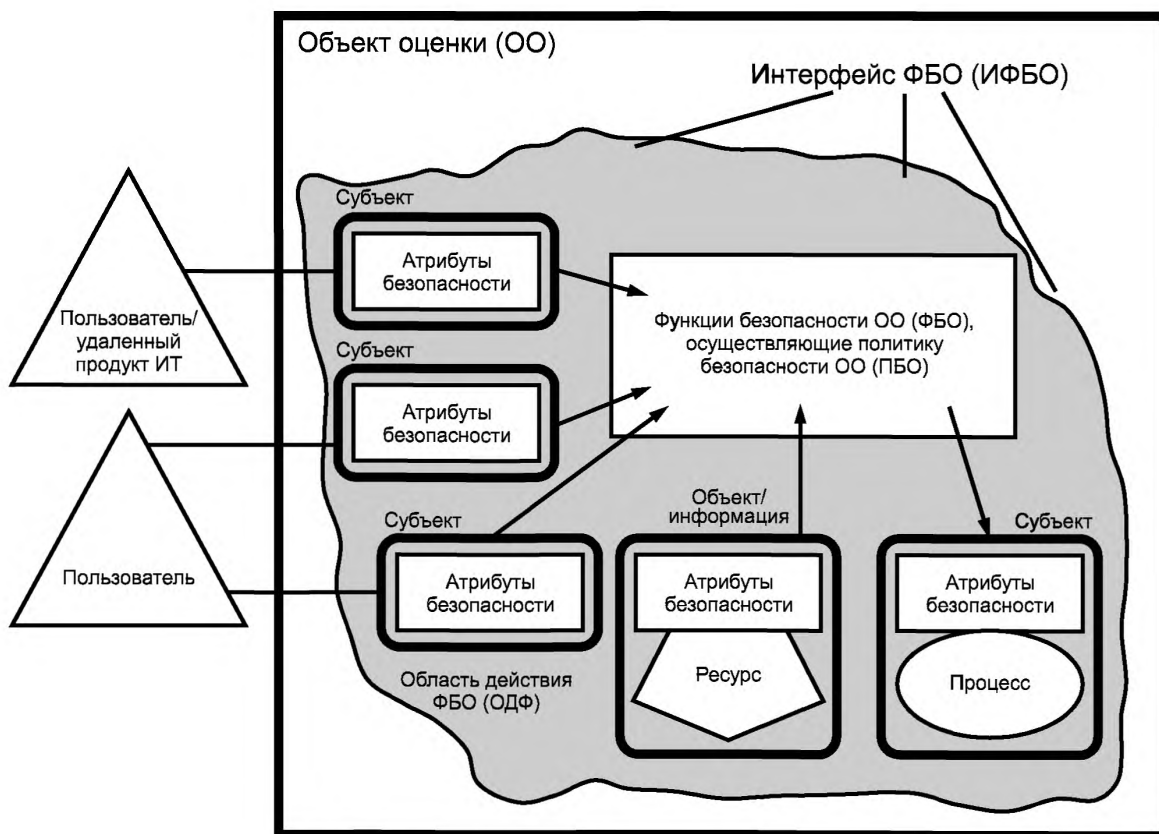 Объект оценки (ОО)
Интерфейс ФБО (ИФБО)
Субъект
Атрибуты
безопасности
Пользователь/
удаленный
продукт ИТ
Функции безопасности ОО (ФБО),
осуществляющие политику
безопасности ОО (ПБО)
Субъект
Атрибуты
безопасности
Пользователь
Субъект
Атрибуты
безопасности
Объект/
информация
Атрибуты
безопасности
Ресурс
Субъект
Атрибуты
безопасности
Процесс
Область действия
ФБО (ОДФ)